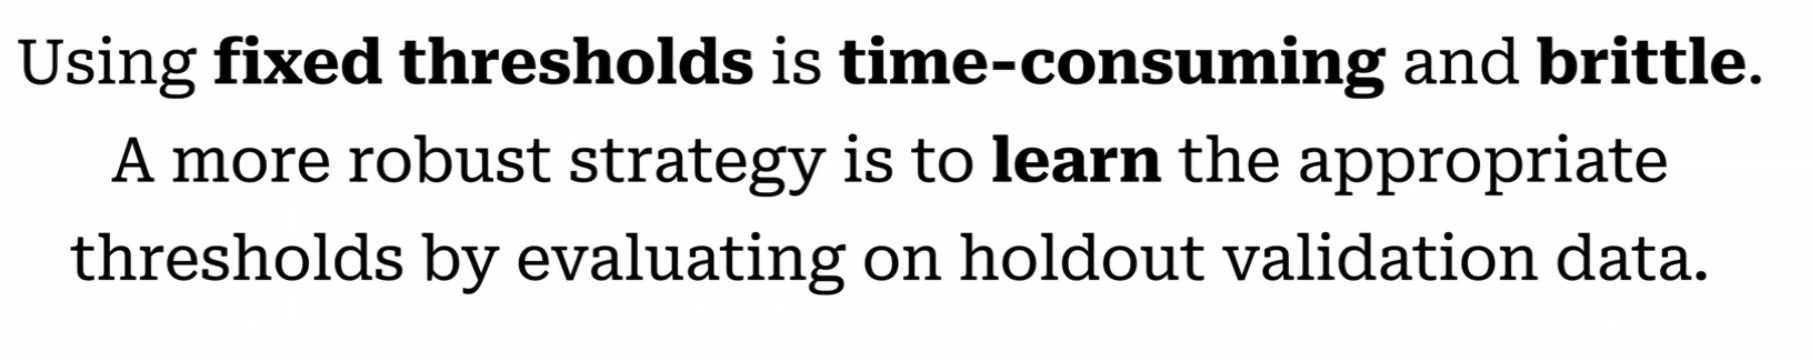 Using fixed thresholds is time-consuming and brittle.
A more robust strategy is to learn the appropriate
thresholds by evaluating on holdout validation data.